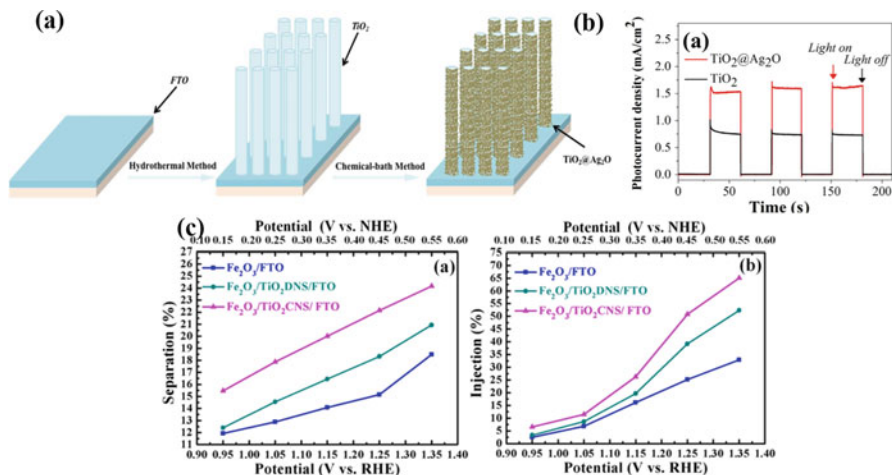 (a)
FTO
Hydrothermal Method
TiO₂
Chemical-bath Method
TiO₂@Ag₂O
(b)
(a)
Photocurrent density (mA/cm²)
2.5
2.0
1.5
1.0
0.5
0.0
TiO₂@Ag₂O
TiO₂
Light on
Light off
0 50 100 150 200
Time (s)
(c)
Potential (V vs. NHE)
0.10 0.15 0.20 0.25 0.30 0.35 0.40 0.45 0.50 0.55 0.60
(a)
Fe₂O₃/FTO
Fe₂O₃/TiO₂DNS/FTO
Fe₂O₃/TiO₂CNS/ FTO
Separation (%)
27
26
25
24
23
22
21
20
19
18
17
16
15
14
13
12
11
0.90 0.95 1.00 1.05 1.10 1.15 1.20 1.25 1.30 1.35 1.40
Potential (V vs. RHE)
Potential (V vs. NHE)
0.10 0.15 0.20 0.25 0.30 0.35 0.40 0.45 0.50 0.55 0.60
(b)
Fe₂O₃/FTO
Fe₂O₃/TiO₂DNS/FTO
Fe₂O₃/TiO₂CNS/ FTO
Injection (%)
75
70
65
60
55
50
45
40
35
30
25
20
15
10
5
0
0.90 0.95 1.00 1.05 1.10 1.15 1.20 1.25 1.30 1.35 1.40
Potential (V vs. RHE)